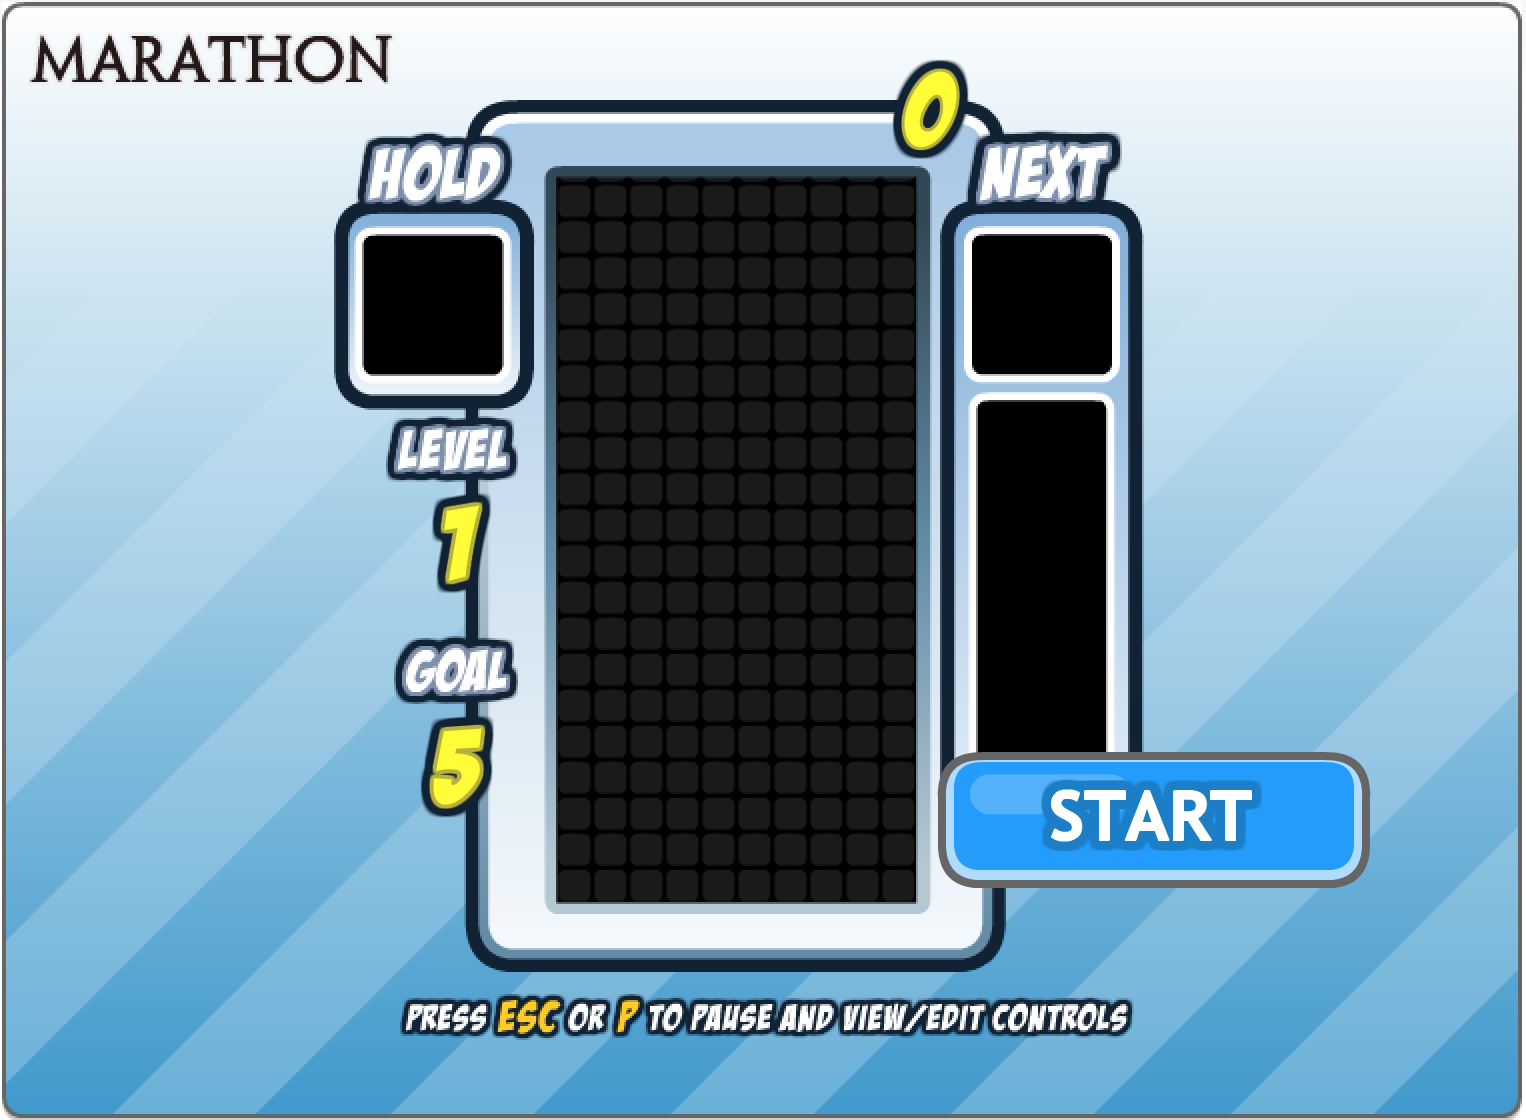 MARATHON
0
HOLD
NEXT
LEVEL
1
GOAL
5
START
PRESS ESC OR P TO PAUSE AND VIEW/EDIT CONTROLS